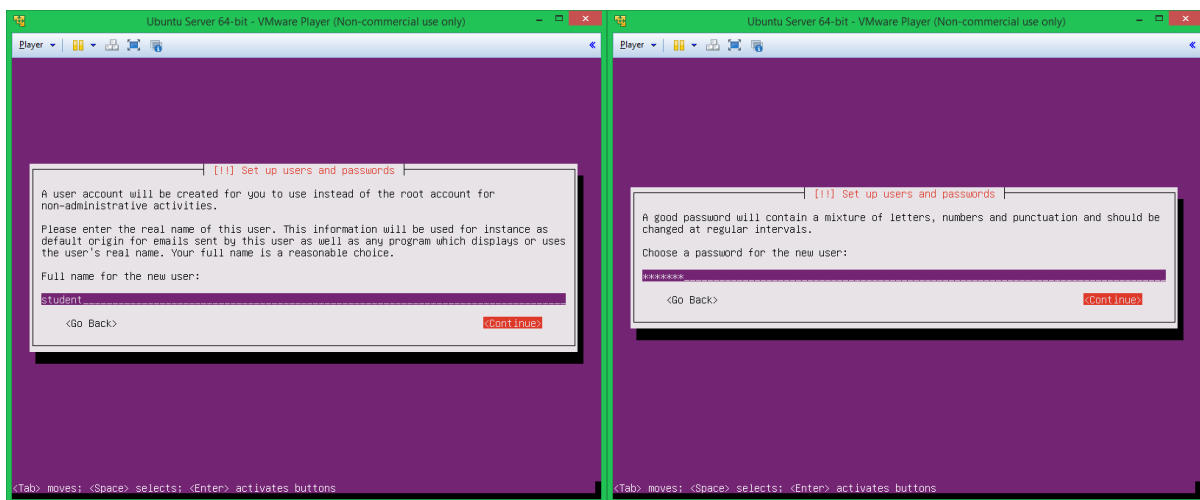 Ubuntu Server 64-bit - VMware Player (Non-commercial use only)
Player
[!!] Set up users and passwords
A user account will be created for you to use instead of the root account for
non-administrative activities.
Please enter the real name of this user. This information will be used for instance as
default origin for emails sent by this user as well as any program which displays or uses
the user's real name. Your full name is a reasonable choice.
Full name for the new user:
student
<Go Back>
<Continue>
<Tab> moves; <Space> selects; <Enter> activates buttons
Ubuntu Server 64-bit - VMware Player (Non-commercial use only)
Player
[!!] Set up users and passwords
A good password will contain a mixture of letters, numbers and punctuation and should be
changed at regular intervals.
Choose a password for the new user:
*******
<Go Back>
<Continue>
<Tab> moves; <Space> selects; <Enter> activates buttons